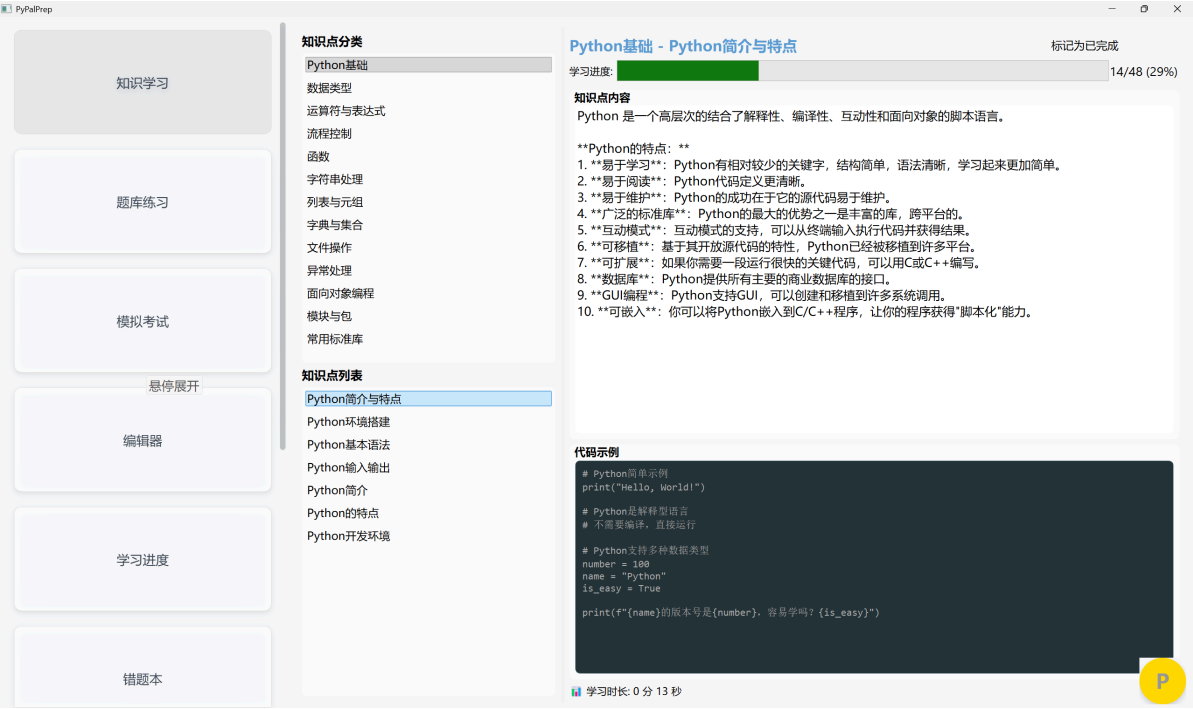 PyPalPrep
知识学习
题库练习
模拟考试
悬停展开
编辑器
学习进度
错题本
知识点分类
Python基础
数据类型
运算符与表达式
流程控制
函数
字符串处理
列表与元组
字典与集合
文件操作
异常处理
面向对象编程
模块与包
常用标准库
知识点列表
Python简介与特点
Python环境搭建
Python基本语法
Python输入输出
Python简介
Python的特点
Python开发环境
Python基础 - Python简介与特点
标记为已完成
学习进度:
14/48 (29%)
知识点内容
Python 是一个高层次的结合了解释性、编译性、互动性和面向对象的脚本语言。
**Python的特点：**
1. **易于学习**：Python有相对较少的关键字，结构简单，语法清晰，学习起来更加简单。
2. **易于阅读**：Python代码定义更清晰。
3. **易于维护**：Python的成功在于它的源代码易于维护。
4. **广泛的标准库**：Python的最大的优势之一是丰富的库，跨平台的。
5. **互动模式**：互动模式的支持，可以从终端输入执行代码并获得结果。
6. **可移植**：基于其开放源代码的特性，Python已经被移植到许多平台。
7. **可扩展**：如果你需要一段运行很快的关键代码，可以用C或C++编写。
8. **数据库**：Python提供所有主要的商业数据库的接口。
9. **GUI编程**：Python支持GUI，可以创建和移植到许多系统调用。
10. **可嵌入**：你可以将Python嵌入到C/C++程序，让你的程序获得"脚本化"能力。
代码示例
# Python简单示例
print("Hello, World!")
# Python是解释型语言
# 不需要编译，直接运行
# Python支持多种数据类型
number = 100
name = "Python"
is_easy = True
print(f"{name}的版本号是{number}，容易学吗？{is_easy}")
学习时长: 0 分 13 秒
P